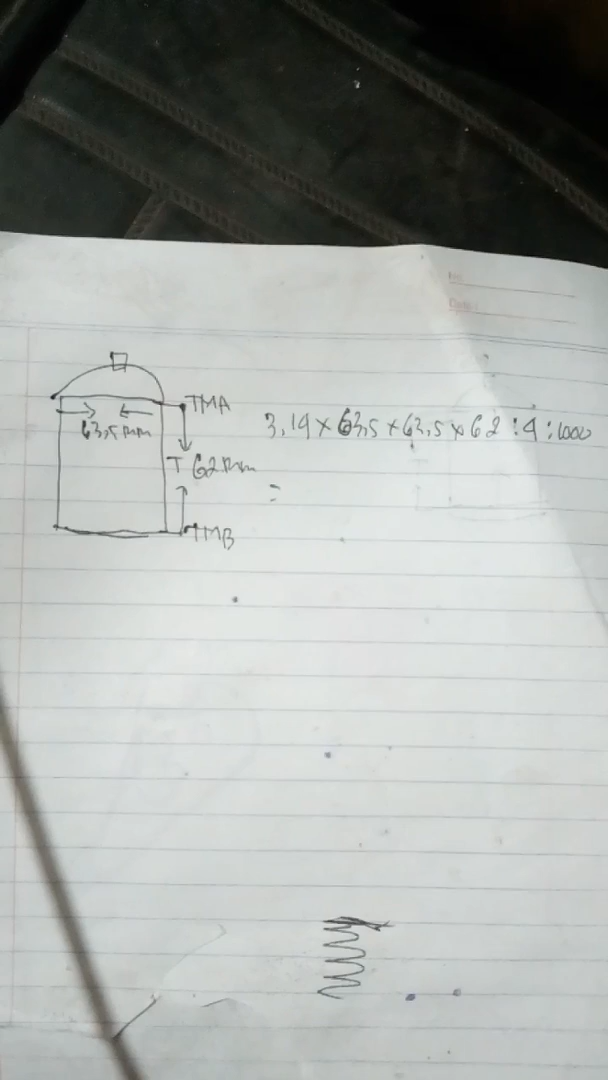 TMA
63,5 mm
3,14 x 63,5 x 63,5 x 62 : 4 : 1000
T 62 mm
=
TMB